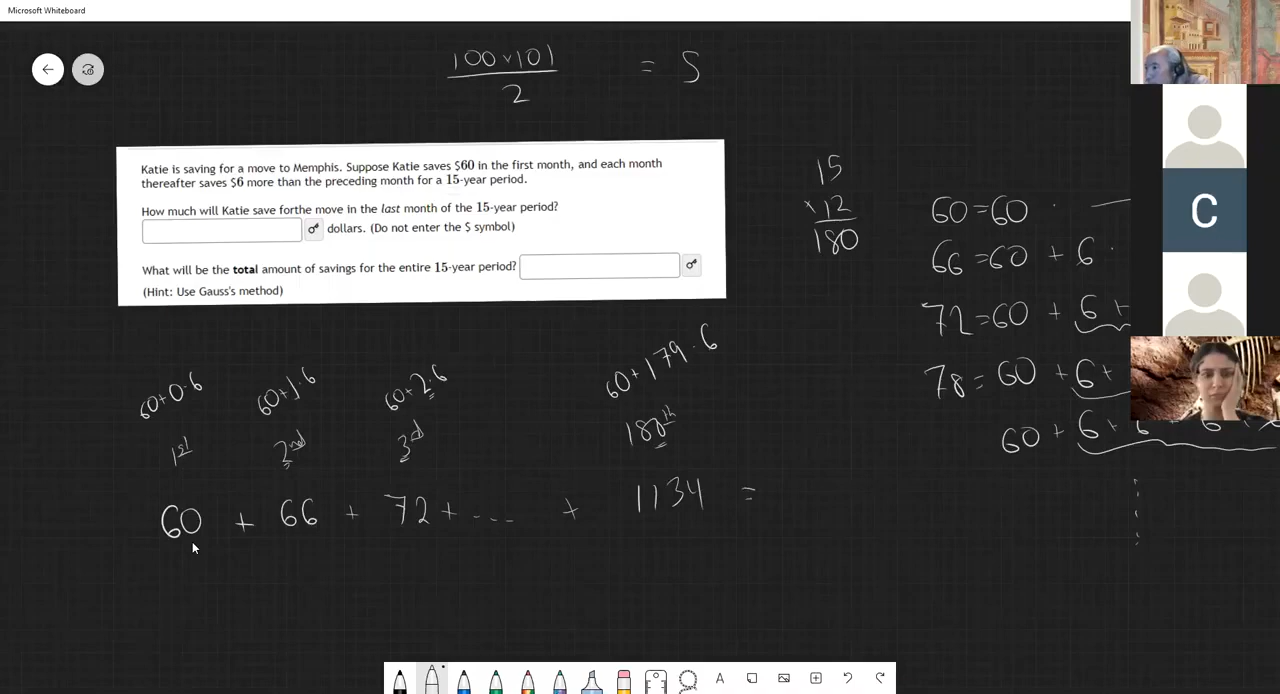 Microsoft Whiteboard
100 × 101
2
= S
Katie is saving for a move to Memphis. Suppose Katie saves $60 in the first month, and each month
thereafter saves $6 more than the preceding month for a 15-year period.
How much will Katie save forthe move in the last month of the 15-year period?
dollars. (Do not enter the $ symbol)
What will be the total amount of savings for the entire 15-year period?
(Hint: Use Gauss's method)
15
× 12
180
60 = 60
66 = 60 + 6
72 = 60 + 6 +
78 = 60 + 6 +
60 + 6 +
C
60+0·6 60+1·6 60+2·6 60+179·6
1st 2nd 3rd 180th
60 + 66 + 72 + .... + 1134 =
A